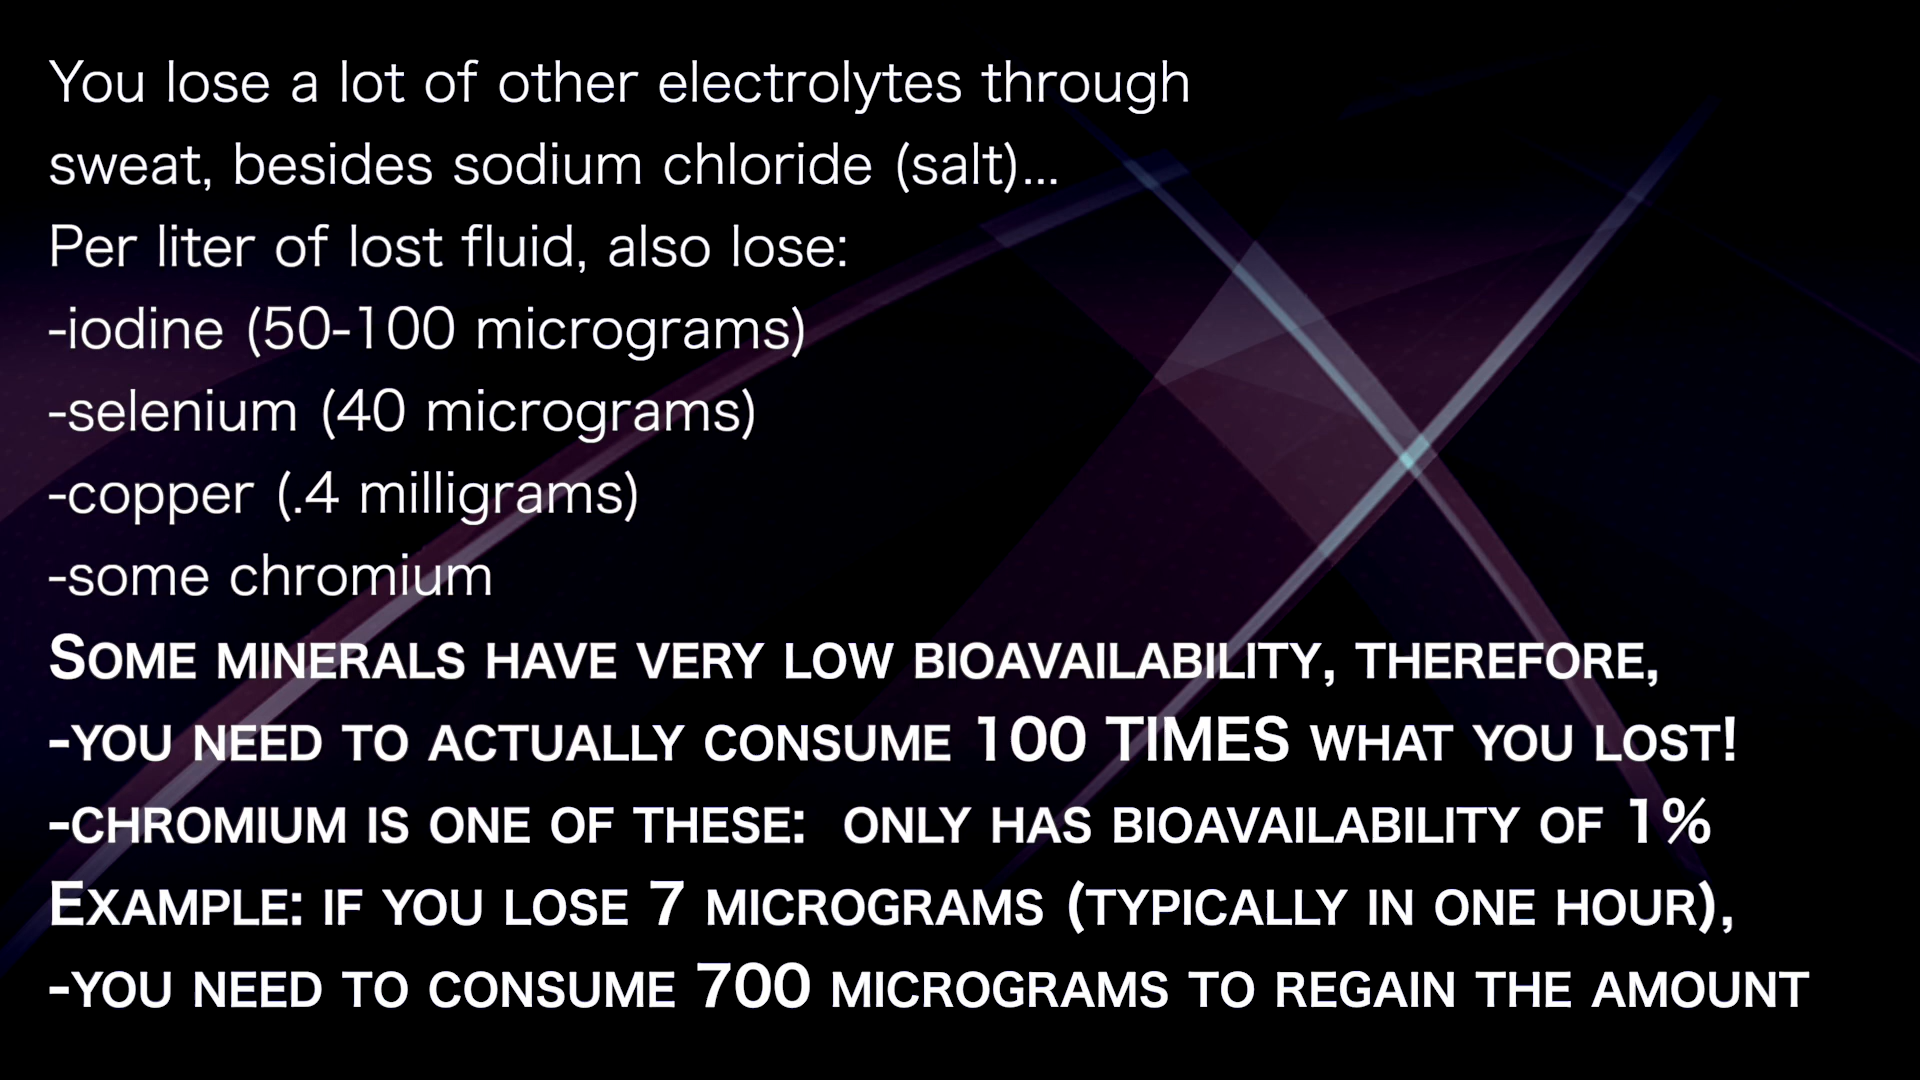 You lose a lot of other electrolytes through
sweat, besides sodium chloride (salt)...
Per liter of lost fluid, also lose:
-iodine (50-100 micrograms)
-selenium (40 micrograms)
-copper (.4 milligrams)
-some chromium
SOME MINERALS HAVE VERY LOW BIOAVAILABILITY, THEREFORE,
-YOU NEED TO ACTUALLY CONSUME 100 TIMES WHAT YOU LOST!
-CHROMIUM IS ONE OF THESE:  ONLY HAS BIOAVAILABILITY OF 1%
EXAMPLE: IF YOU LOSE 7 MICROGRAMS (TYPICALLY IN ONE HOUR),
-YOU NEED TO CONSUME 700 MICROGRAMS TO REGAIN THE AMOUNT